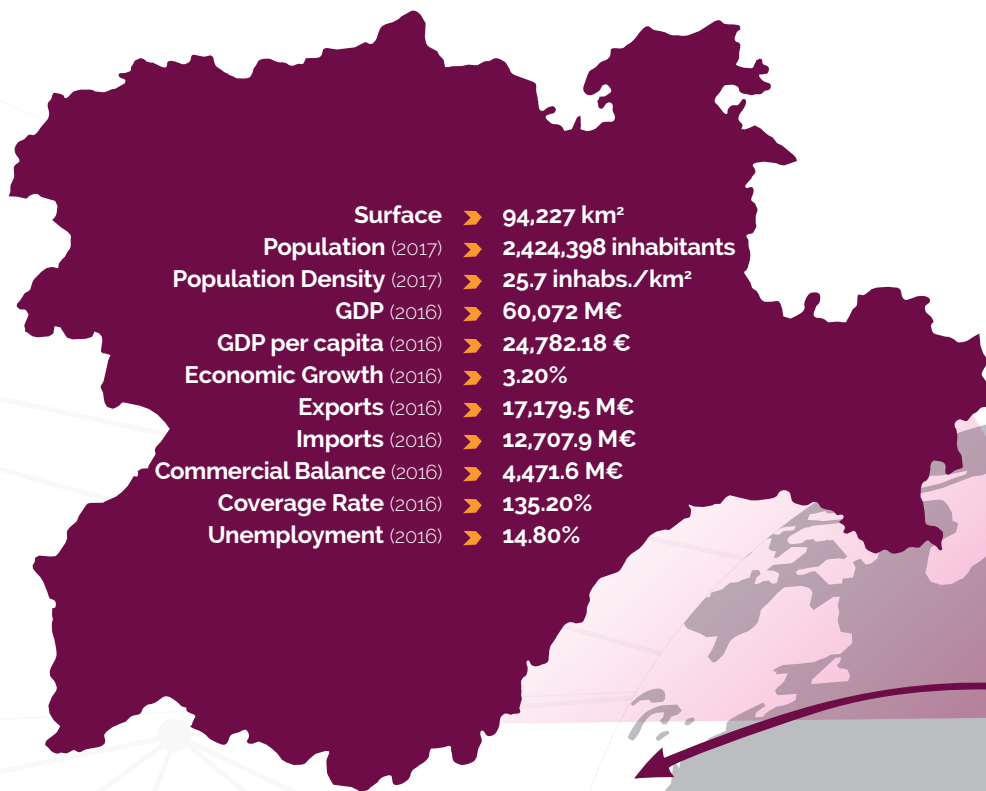 Surface 94,227 km²
Population (2017) 2,424,398 inhabitants
Population Density (2017) 25.7 inhabs./km²
GDP (2016) 60,072 M€
GDP per capita (2016) 24,782.18 €
Economic Growth (2016) 3.20%
Exports (2016) 17,179.5 M€
Imports (2016) 12,707.9 M€
Commercial Balance (2016) 4,471.6 M€
Coverage Rate (2016) 135.20%
Unemployment (2016) 14.80%